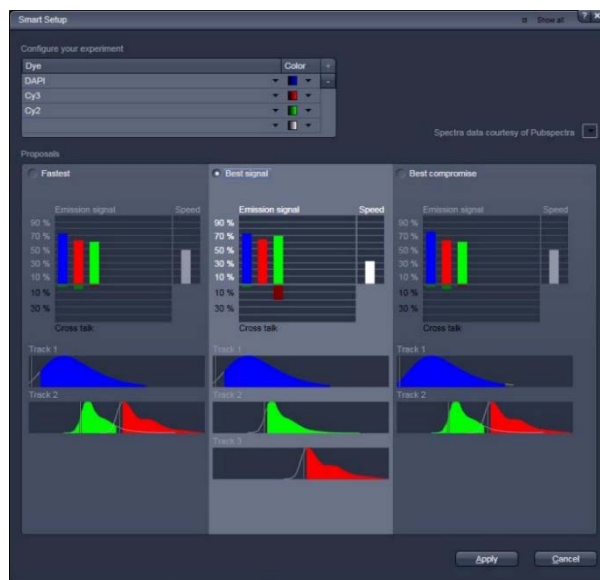 Smart Setup
Show all
Configure your experiment
Dye Color
DAPI
Cy3
Cy2
Spectra data courtesy of Pubspectra
Proposals
Fastest
Emission signal Speed
90 %
70 %
50 %
30 %
10 %
10 %
30 %
Cross talk
Track 1
Track 2
Best signal
Emission signal Speed
90 %
70 %
50 %
30 %
10 %
10 %
30 %
Cross talk
Track 1
Track 2
Track 3
Best compromise
Emission signal Speed
90 %
70 %
50 %
30 %
10 %
10 %
30 %
Cross talk
Track 1
Track 2
Apply Cancel